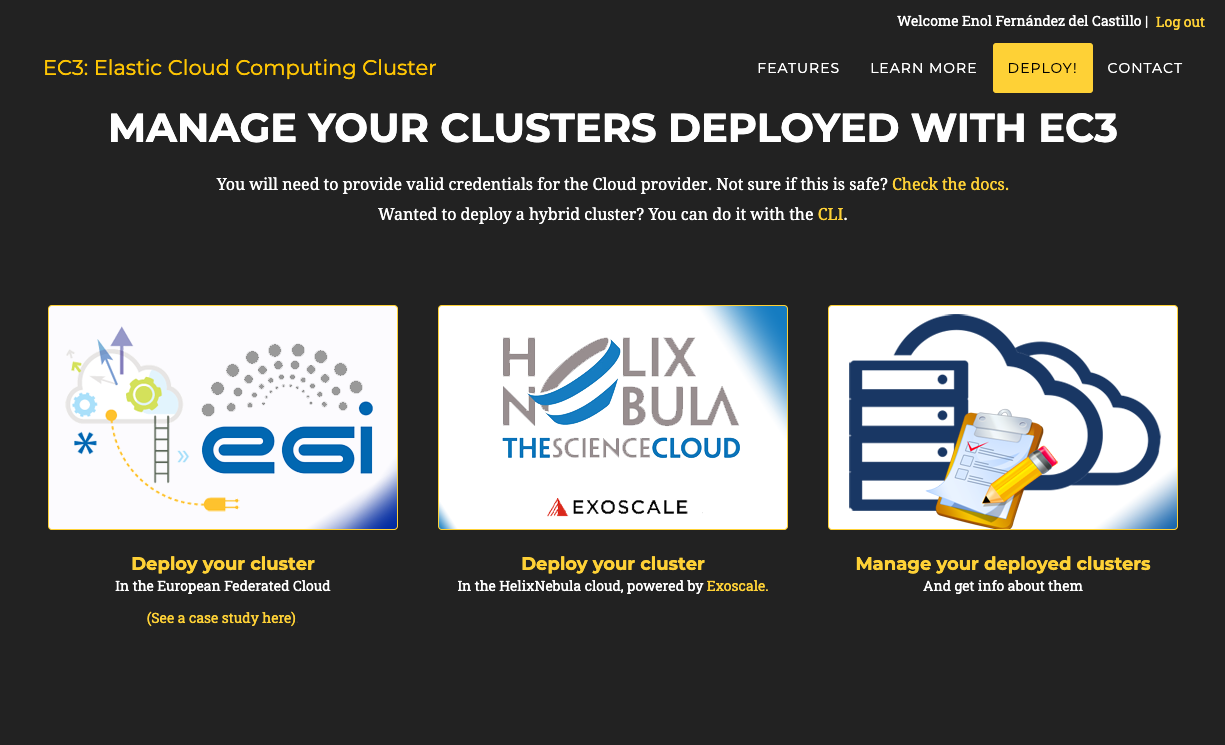 Welcome Enol Fernández del Castillo | Log out
EC3: Elastic Cloud Computing Cluster
FEATURES
LEARN MORE
DEPLOY!
CONTACT
MANAGE YOUR CLUSTERS DEPLOYED WITH EC3
You will need to provide valid credentials for the Cloud provider. Not sure if this is safe? Check the docs.
Wanted to deploy a hybrid cluster? You can do it with the CLI.
egi
HELIX
NEBULA
THESCIENCECLOUD
EXOSCALE
Deploy your cluster
In the European Federated Cloud
(See a case study here)
Deploy your cluster
In the HelixNebula cloud, powered by Exoscale.
Manage your deployed clusters
And get info about them